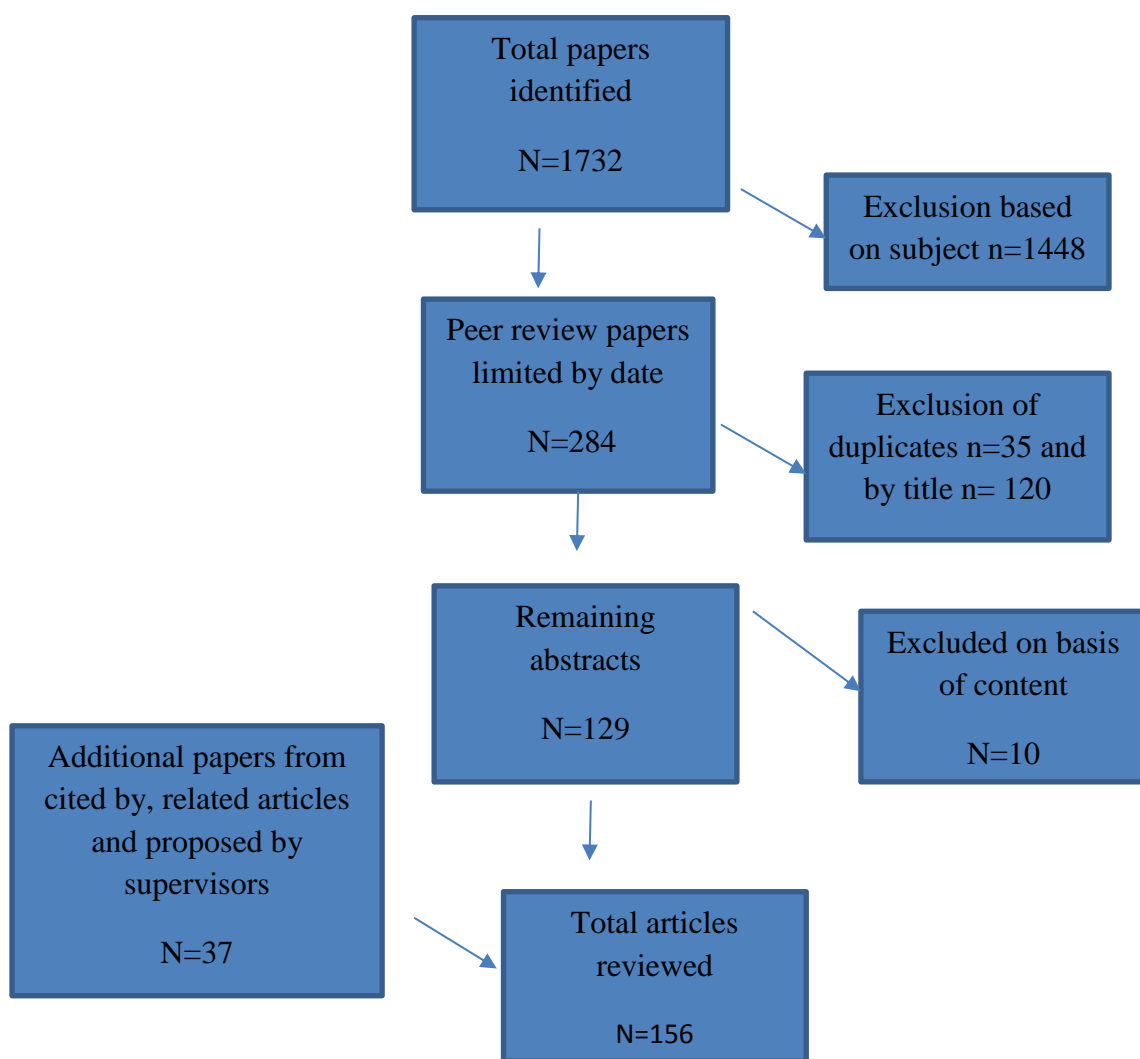 Total papers
identified
N=1732
Exclusion based
on subject n=1448
Peer review papers
limited by date
N=284
Exclusion of
duplicates n=35 and
by title n= 120
Remaining
abstracts
N=129
Excluded on basis
of content
N=10
Additional papers from
cited by, related articles
and proposed by
supervisors
N=37
Total articles
reviewed
N=156